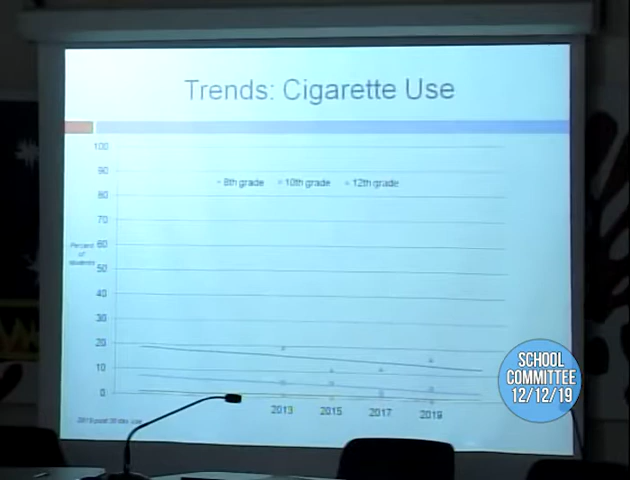 Trends: Cigarette Use
100
8th grade 10th grade 12th grade
90
80
70
Percent
of
students
60
50
40
30
20
10
0
2013 2015 2017 2019
SCHOOL
COMMITTEE
12/12/19